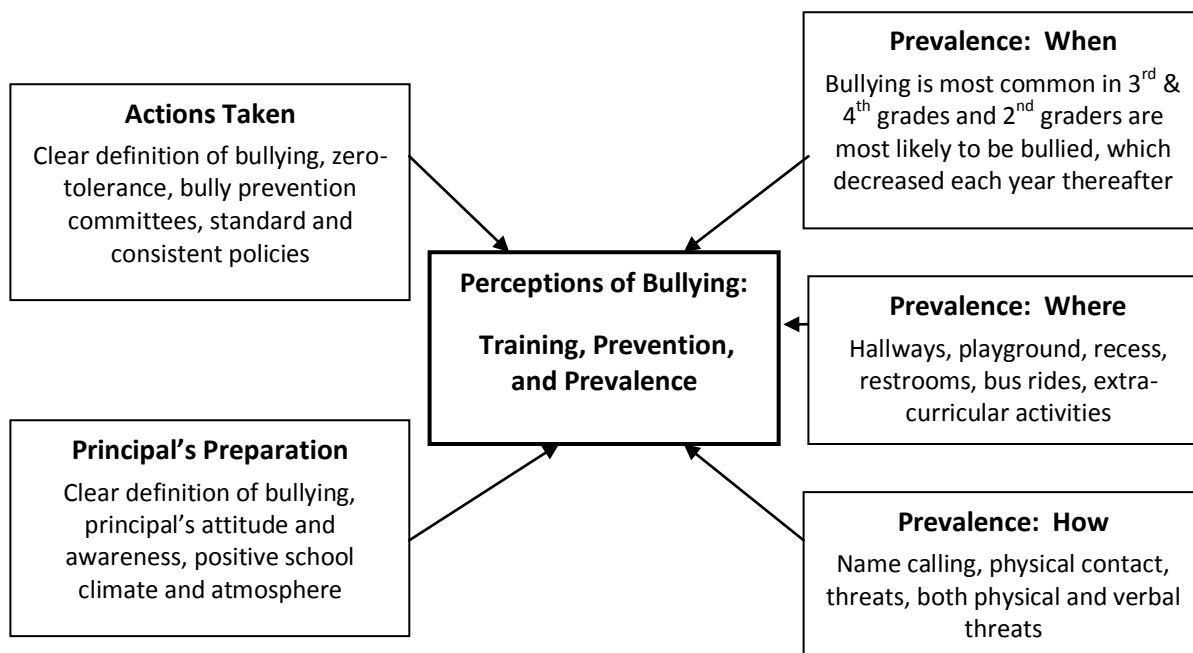 Actions Taken
Clear definition of bullying, zero-
tolerance, bully prevention
committees, standard and
consistent policies
Principal’s Preparation
Clear definition of bullying,
principal’s attitude and
awareness, positive school
climate and atmosphere
Perceptions of Bullying:
Training, Prevention,
and Prevalence
Prevalence: When
Bullying is most common in 3rd &
4th grades and 2nd graders are
most likely to be bullied, which
decreased each year thereafter
Prevalence: Where
Hallways, playground, recess,
restrooms, bus rides, extra-
curricular activities
Prevalence: How
Name calling, physical contact,
threats, both physical and verbal
threats